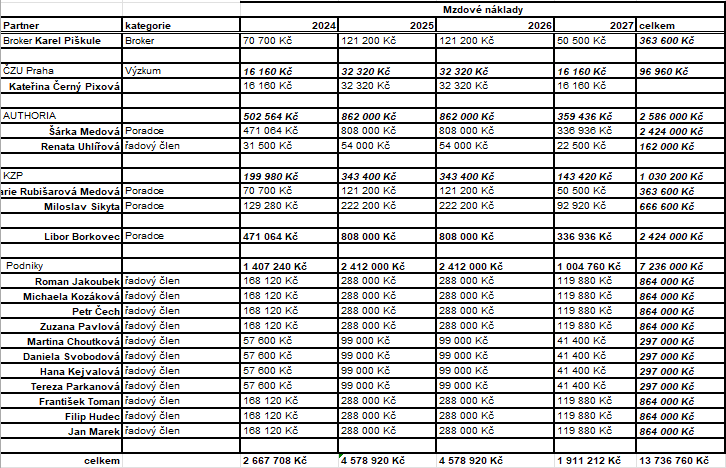 Mzdové náklady
Partner kategorie 2024 2025 2026 2027 celkem
Broker Karel Piškule Broker 70 700 Kč 121 200 Kč 121 200 Kč 50 500 Kč 363 600 Kč
ČZU Praha Výzkum 16 160 Kč 32 320 Kč 32 320 Kč 16 160 Kč 96 960 Kč
Kateřina Černý Pixová 16 160 Kč 32 320 Kč 32 320 Kč 16 160 Kč
AUTHORIA 502 564 Kč 862 000 Kč 862 000 Kč 359 436 Kč 2 586 000 Kč
Šárka Medová Poradce 471 064 Kč 808 000 Kč 808 000 Kč 336 936 Kč 2 424 000 Kč
Renata Uhlířová řadový člen 31 500 Kč 54 000 Kč 54 000 Kč 22 500 Kč 162 000 Kč
KZP 199 980 Kč 343 400 Kč 343 400 Kč 143 420 Kč 1 030 200 Kč
arie Rubišarová Medová Poradce 70 700 Kč 121 200 Kč 121 200 Kč 50 500 Kč 363 600 Kč
Miloslav Sikyta Poradce 129 280 Kč 222 200 Kč 222 200 Kč 92 920 Kč 666 600 Kč
Libor Borkovec Poradce 471 064 Kč 808 000 Kč 808 000 Kč 336 936 Kč 2 424 000 Kč
Podniky 1 407 240 Kč 2 412 000 Kč 2 412 000 Kč 1 004 760 Kč 7 236 000 Kč
Roman Jakoubek řadový člen 168 120 Kč 288 000 Kč 288 000 Kč 119 880 Kč 864 000 Kč
Michaela Kozáková řadový člen 168 120 Kč 288 000 Kč 288 000 Kč 119 880 Kč 864 000 Kč
Petr Čech řadový člen 168 120 Kč 288 000 Kč 288 000 Kč 119 880 Kč 864 000 Kč
Zuzana Pavlová řadový člen 168 120 Kč 288 000 Kč 288 000 Kč 119 880 Kč 864 000 Kč
Martina Choutková řadový člen 57 600 Kč 99 000 Kč 99 000 Kč 41 400 Kč 297 000 Kč
Daniela Svobodová řadový člen 57 600 Kč 99 000 Kč 99 000 Kč 41 400 Kč 297 000 Kč
Hana Kejvalová řadový člen 57 600 Kč 99 000 Kč 99 000 Kč 41 400 Kč 297 000 Kč
Tereza Parkanová řadový člen 57 600 Kč 99 000 Kč 99 000 Kč 41 400 Kč 297 000 Kč
František Toman řadový člen 168 120 Kč 288 000 Kč 288 000 Kč 119 880 Kč 864 000 Kč
Filip Hudec řadový člen 168 120 Kč 288 000 Kč 288 000 Kč 119 880 Kč 864 000 Kč
Jan Marek řadový člen 168 120 Kč 288 000 Kč 288 000 Kč 119 880 Kč 864 000 Kč
celkem 2 667 708 Kč 4 578 920 Kč 4 578 920 Kč 1 911 212 Kč 13 736 760 Kč